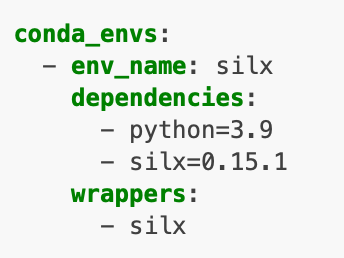 conda_envs:
  - env_name: silx
    dependencies:
      - python=3.9
      - silx=0.15.1
    wrappers:
      - silx